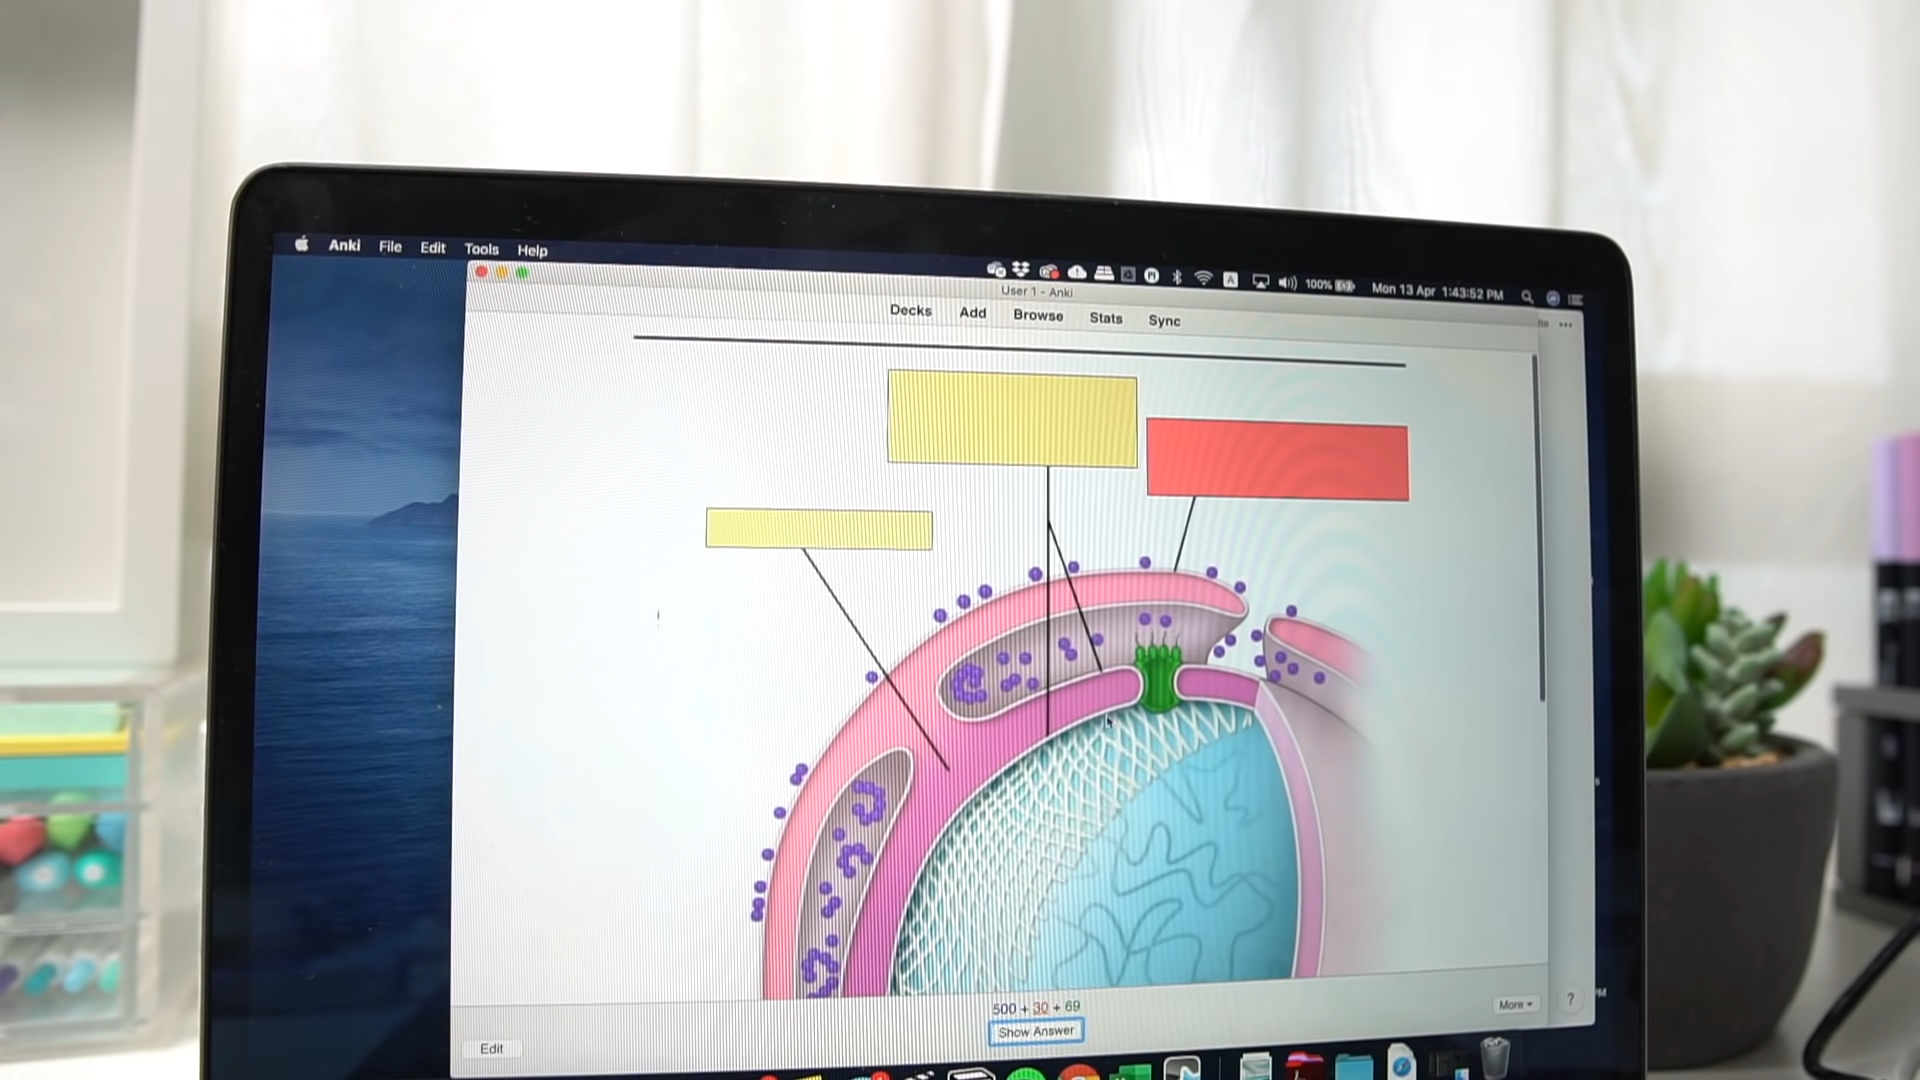 Anki File Edit Tools Help
100% Mon 13 Apr 1:43:52 PM
User 1 - Anki
Decks Add Browse Stats Sync
500 + 30 + 69
Show Answer
Edit
More
?